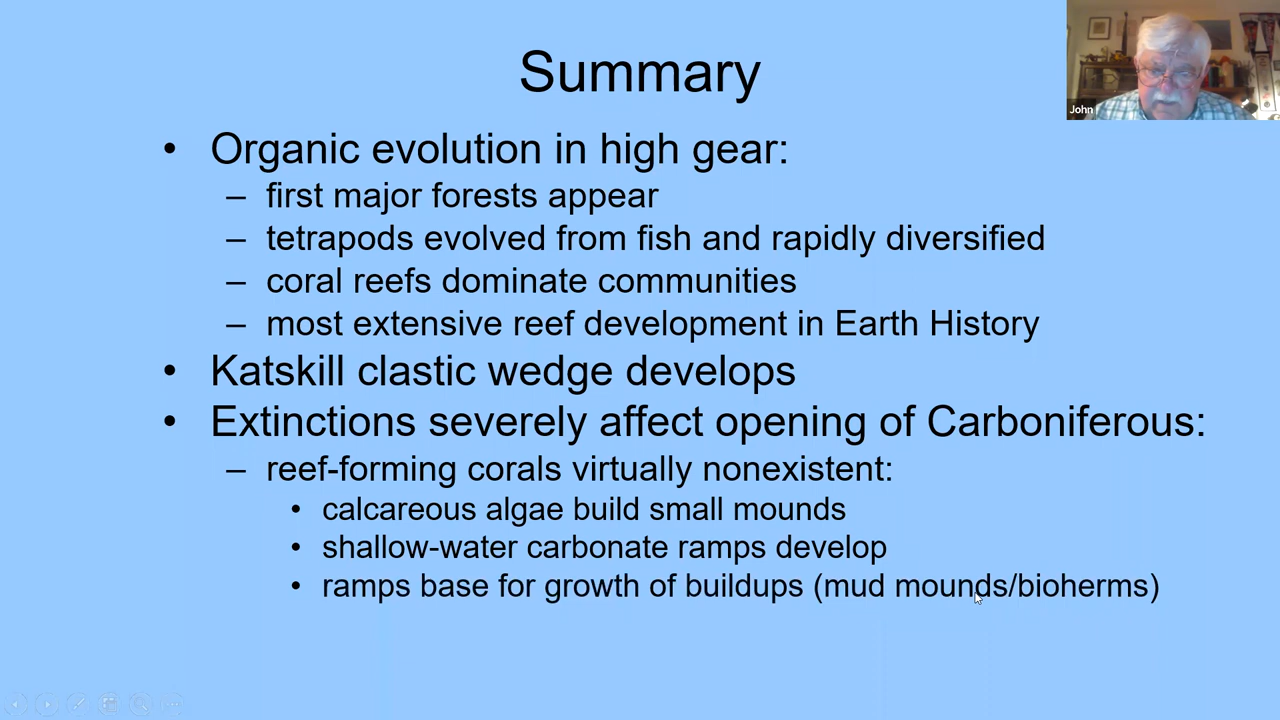 Summary
John
• Organic evolution in high gear:
– first major forests appear
– tetrapods evolved from fish and rapidly diversified
– coral reefs dominate communities
– most extensive reef development in Earth History
• Katskill clastic wedge develops
• Extinctions severely affect opening of Carboniferous:
– reef-forming corals virtually nonexistent:
• calcareous algae build small mounds
• shallow-water carbonate ramps develop
• ramps base for growth of buildups (mud mounds/bioherms)